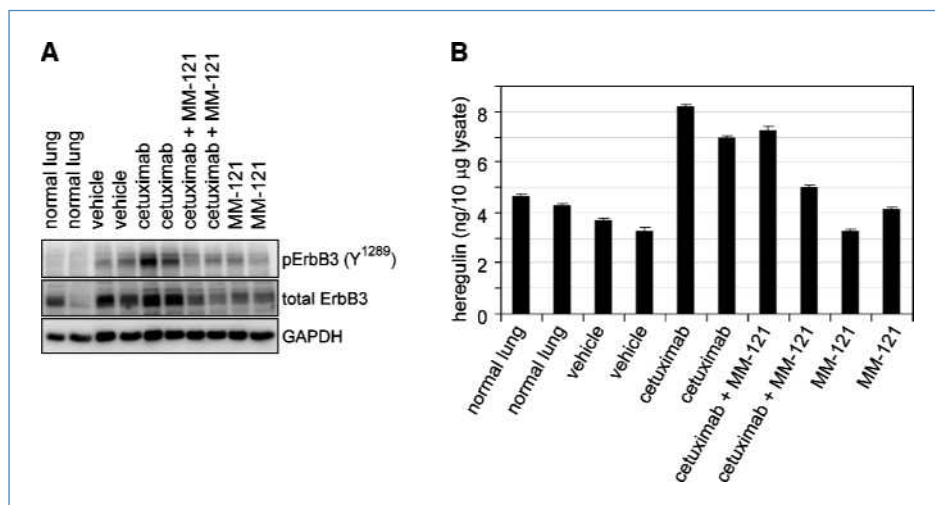 A
normal lung
normal lung
vehicle
vehicle
cetuximab
cetuximab
cetuximab + MM-121
cetuximab + MM-121
MM-121
MM-121
pErbB3 (Y1289)
total ErbB3
GAPDH
B
heregulin (ng/10 µg lysate)
8
6
4
2
0
normal lung
normal lung
vehicle
vehicle
cetuximab
cetuximab
cetuximab + MM-121
cetuximab + MM-121
MM-121
MM-121